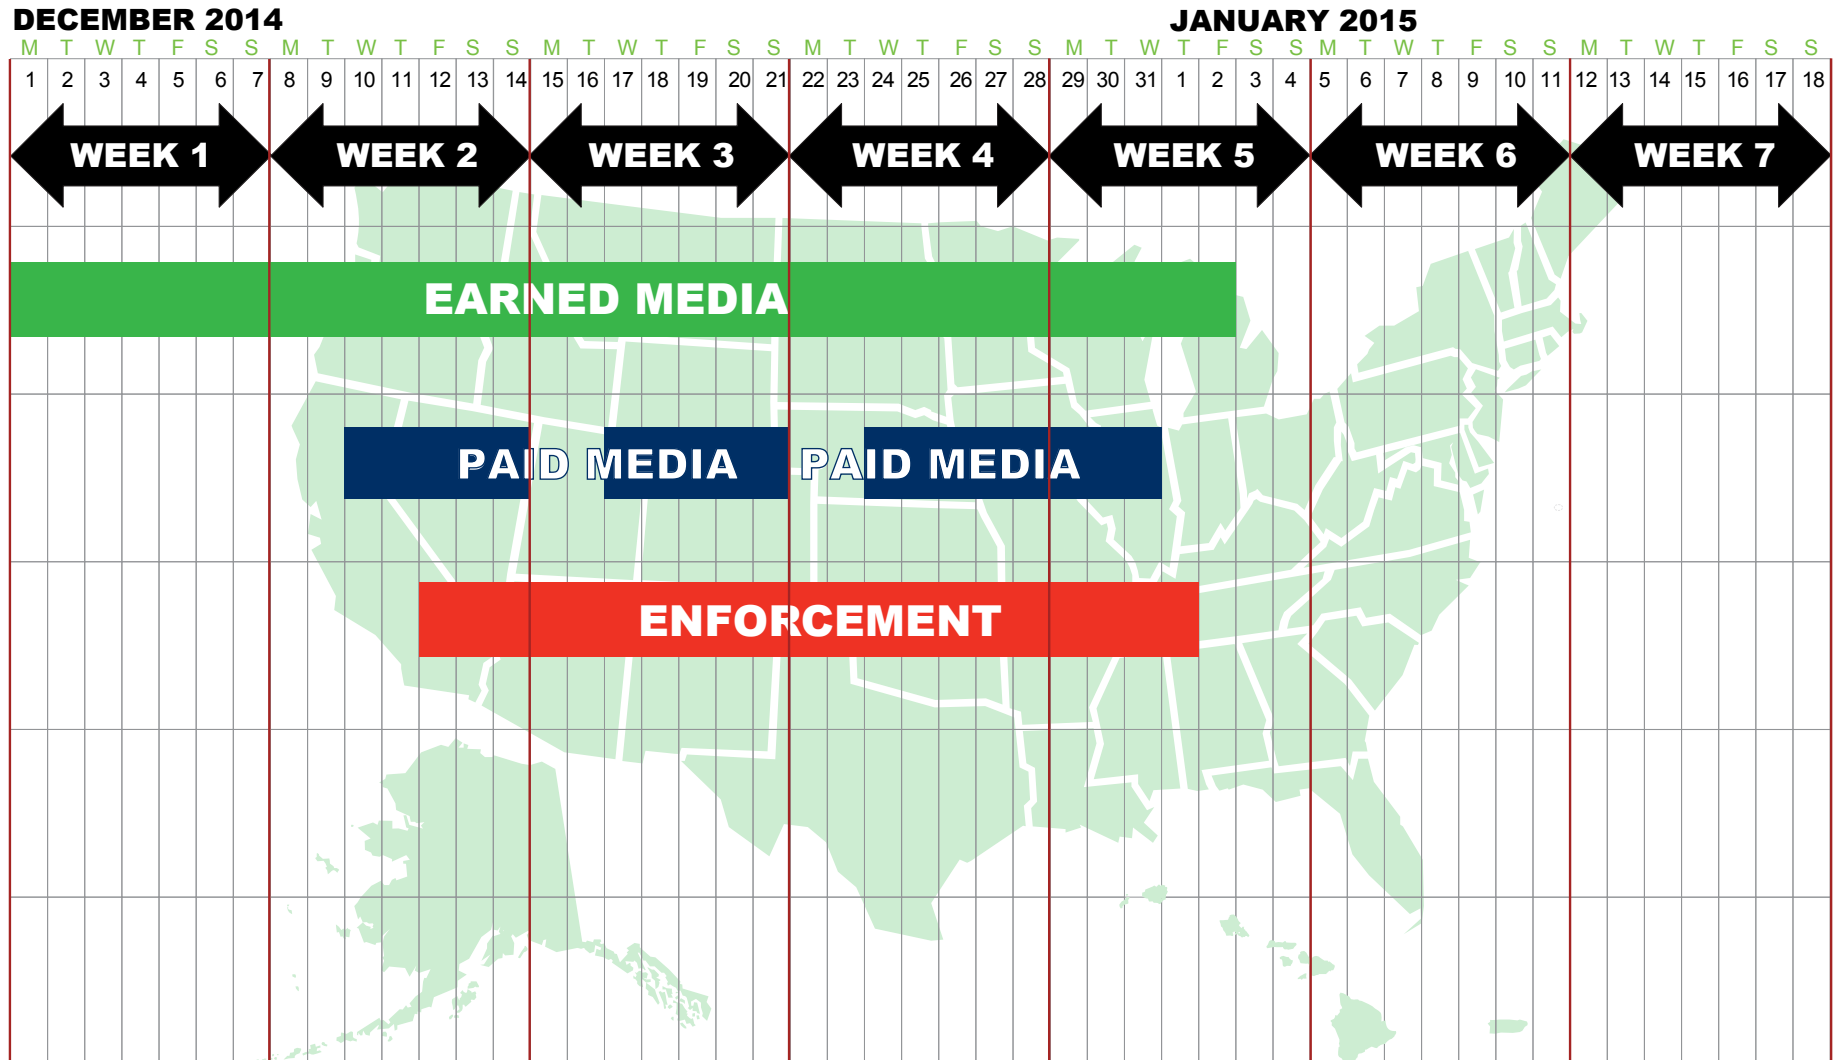 DECEMBER 2014 JANUARY 2015
M T W T F S S M T W T F S S M T W T F S S M T W T F S S M T W T F S S M T W T F S S M T W T F S S
1 2 3 4 5 6 7 8 9 10 11 12 13 14 15 16 17 18 19 20 21 22 23 24 25 26 27 28 29 30 31 1 2 3 4 5 6 7 8 9 10 11 12 13 14 15 16 17 18
WEEK 1 WEEK 2 WEEK 3 WEEK 4 WEEK 5 WEEK 6 WEEK 7
EARNED MEDIA
PAID MEDIA PAID MEDIA
ENFORCEMENT